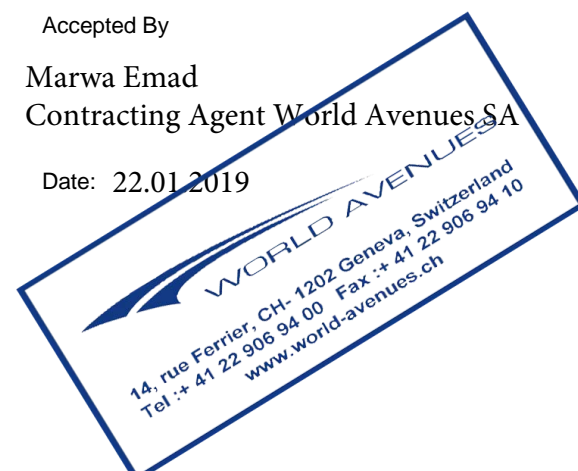 Accepted By
Marwa Emad
Contracting Agent World Avenues SA
Date: 22.01.2019
WORLD AVENUES
14, rue Ferrier, CH- 1202 Geneva, Switzerland
Tel :+ 41 22 906 94 00 Fax :+ 41 22 906 94 10
www.world-avenues.ch